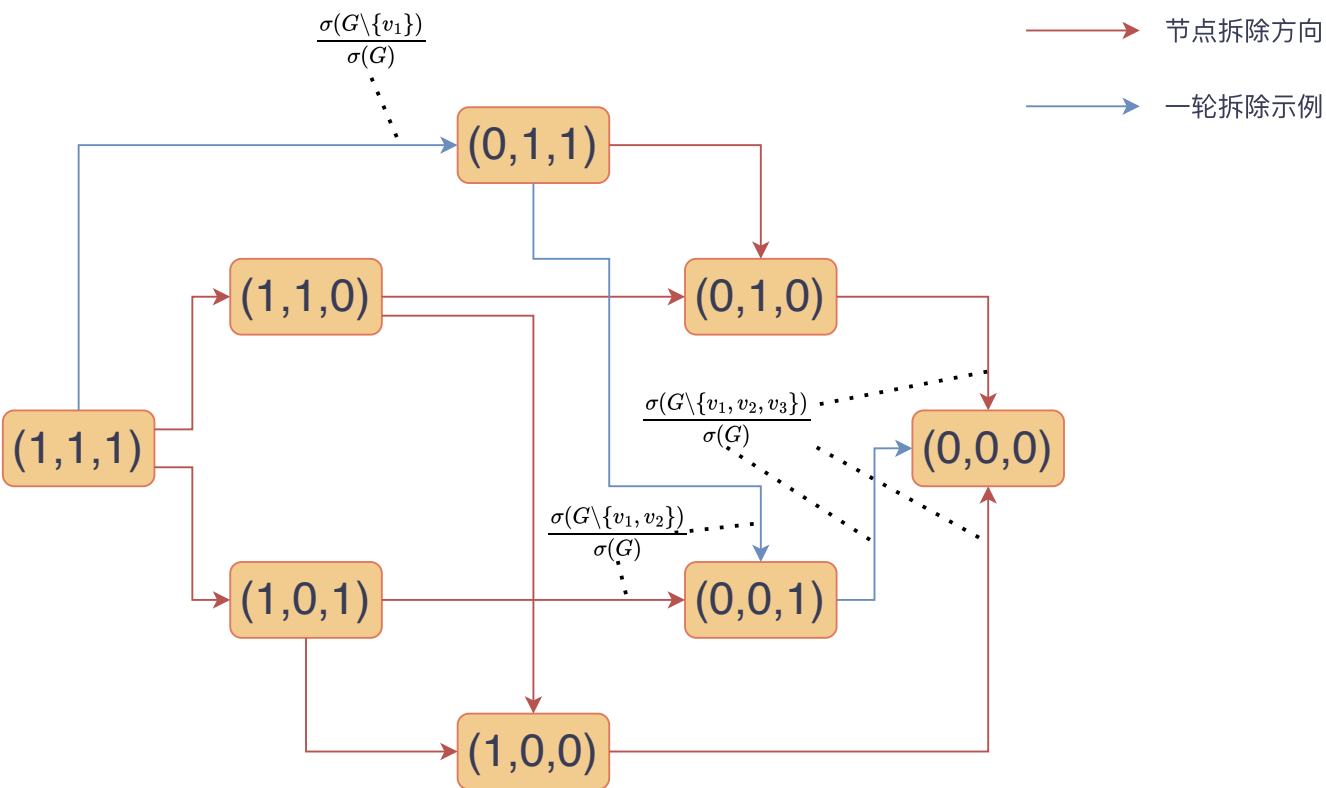 σ(G\{v₁})
σ(G)
节点拆除方向
一轮拆除示例
(0,1,1)
(1,1,0)
(0,1,0)
σ(G\{v₁, v₂, v₃})
σ(G)
(1,1,1)
(0,0,0)
σ(G\{v₁, v₂})
σ(G)
(1,0,1)
(0,0,1)
(1,0,0)